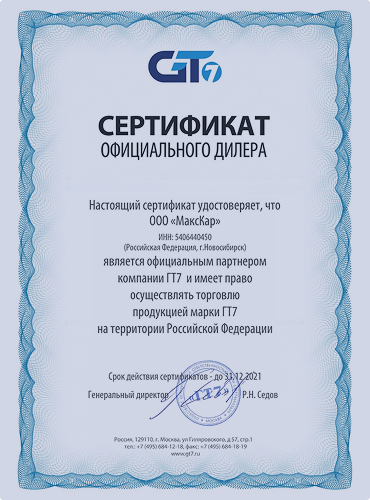 GT7
СЕРТИФИКАТ
ОФИЦИАЛЬНОГО ДИЛЕРА
Настоящий сертификат удостоверяет, что
ООО «МаксКар»
ИНН: 5406440450
(Российская Федерация, г.Новосибирск)
является официальным партнером
компании ГТ7 и имеет право
осуществлять торговлю
продукцией марки ГТ7
на территории Российской Федерации
Срок действия сертификатов - до 31.12.2021
Генеральный директор
«ГТ7»
Р.Н. Седов
Россия, 129110, г. Москва, ул Гиляровского, д.57, стр.1
тел.: +7 (495) 684-12-18, факс: +7 (495) 684-18-19
www.gt7.ru